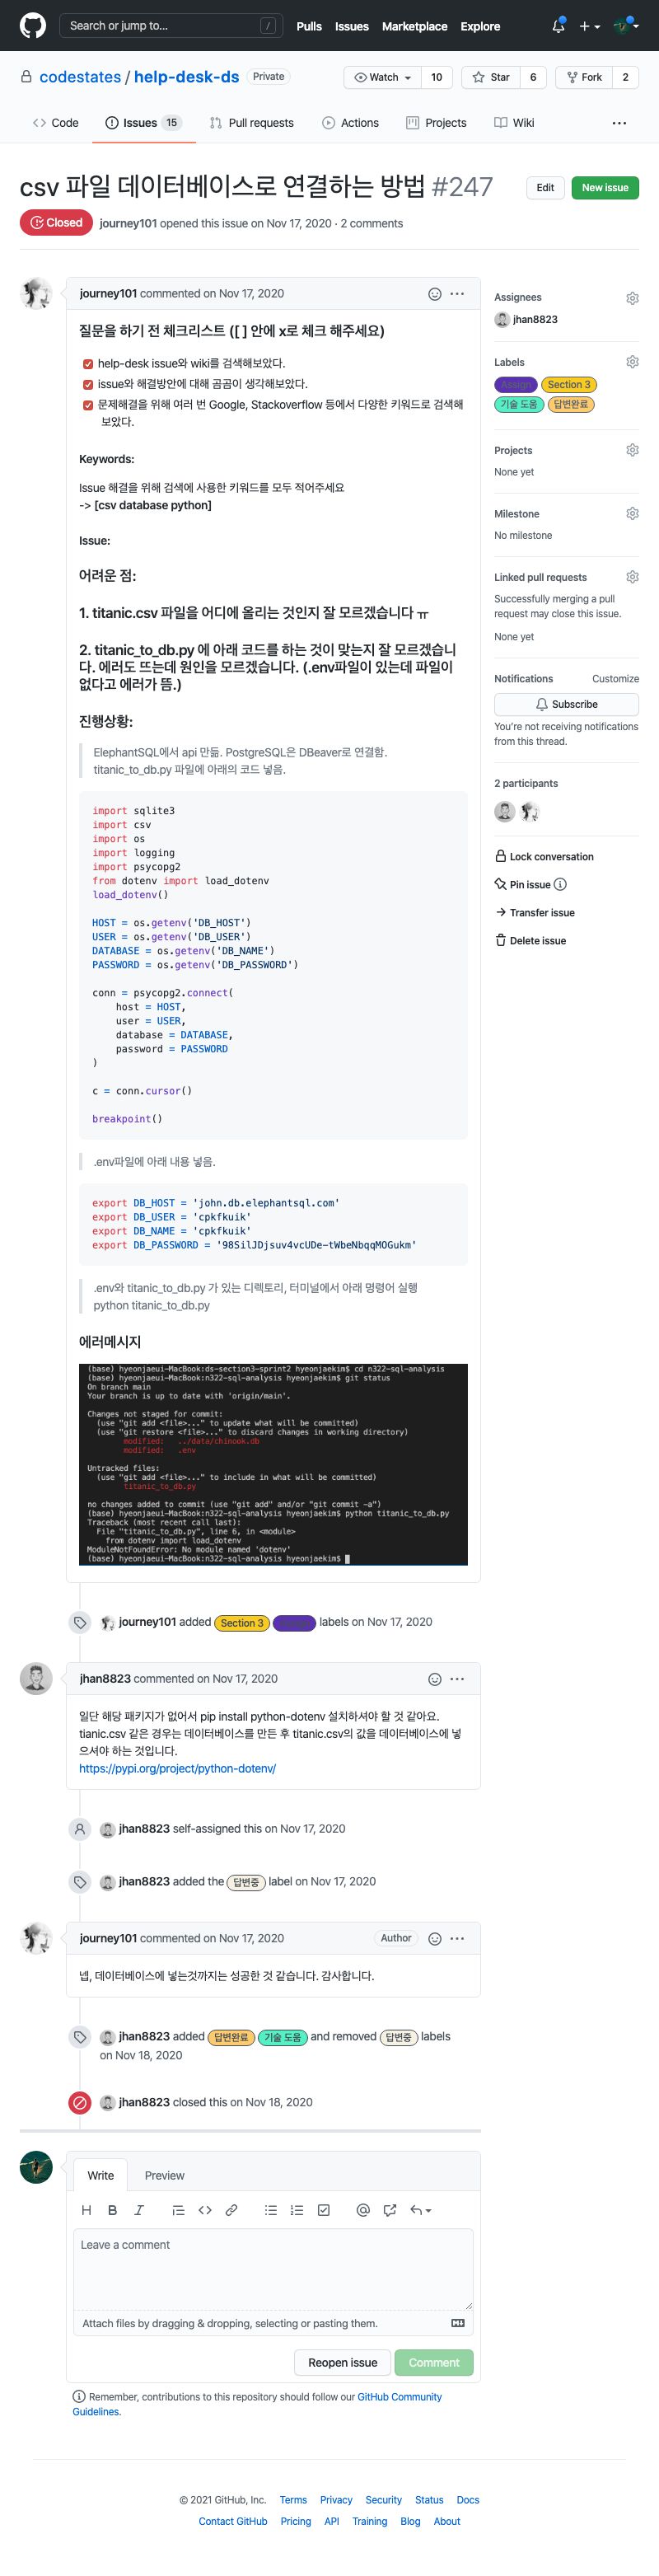 Search or jump to...
/
Pulls
Issues
Marketplace
Explore
codestates / help-desk-ds
Private
Watch
10
Star
6
Fork
2
Code
Issues 15
Pull requests
Actions
Projects
Wiki
csv 파일 데이터베이스로 연결하는 방법 #247
Edit
New issue
Closed
journey101 opened this issue on Nov 17, 2020 · 2 comments
journey101 commented on Nov 17, 2020
질문을 하기 전 체크리스트 ([ ] 안에 x로 체크 해주세요)
help-desk issue와 wiki를 검색해보았다.
issue와 해결방안에 대해 곰곰이 생각해보았다.
문제해결을 위해 여러 번 Google, Stackoverflow 등에서 다양한 키워드로 검색해
보았다.
Keywords:
Issue 해결을 위해 검색에 사용한 키워드를 모두 적어주세요
-> [csv database python]
Issue:
어려운 점:
1. titanic.csv 파일을 어디에 올리는 것인지 잘 모르겠습니다 ㅠ
2. titanic_to_db.py 에 아래 코드를 하는 것이 맞는지 잘 모르겠습니
다. 에러도 뜨는데 원인을 모르겠습니다. (.env파일이 있는데 파일이
없다고 에러가 뜸.)
진행상황:
ElephantSQL에서 api 만듦. PostgreSQL은 DBeaver로 연결함.
titanic_to_db.py 파일에 아래의 코드 넣음.
import sqlite3
import csv
import os
import logging
import psycopg2
from dotenv import load_dotenv
load_dotenv()
HOST = os.getenv('DB_HOST')
USER = os.getenv('DB_USER')
DATABASE = os.getenv('DB_NAME')
PASSWORD = os.getenv('DB_PASSWORD')
conn = psycopg2.connect(
host = HOST,
user = USER,
database = DATABASE,
password = PASSWORD
)
c = conn.cursor()
breakpoint()
.env파일에 아래 내용 넣음.
export DB_HOST = 'john.db.elephantsql.com'
export DB_USER = 'cpkfkuik'
export DB_NAME = 'cpkfkuik'
export DB_PASSWORD = '98SilJDjsuv4vcUDe-tWbeNbqqMOGukm'
.env와 titanic_to_db.py 가 있는 디렉토리, 터미널에서 아래 명령어 실행
python titanic_to_db.py
에러메시지
(base) hyeonjaeui-MacBook:ds-section3-sprint2 hyeonjaekim$ cd n322-sql-analysis
(base) hyeonjaeui-MacBook:n322-sql-analysis hyeonjaekim$ git status
On branch main
Your branch is up to date with 'origin/main'.
Changes not staged for commit:
(use "git add <file>..." to update what will be committed)
(use "git restore <file>..." to discard changes in working directory)
modified: ../data/chinook.db
modified: .env
Untracked files:
(use "git add <file>..." to include in what will be committed)
titanic_to_db.py
no changes added to commit (use "git add" and/or "git commit -a")
(base) hyeonjaeui-MacBook:n322-sql-analysis hyeonjaekim$ python titanic_to_db.py
Traceback (most recent call last):
File "titanic_to_db.py", line 6, in <module>
from dotenv import load_dotenv
ModuleNotFoundError: No module named 'dotenv'
(base) hyeonjaeui-MacBook:n322-sql-analysis hyeonjaekim$
Assignees
jhan8823
Labels
Assign
Section 3
기술 도움
답변완료
Projects
None yet
Milestone
No milestone
Linked pull requests
Successfully merging a pull
request may close this issue.
None yet
Notifications
Customize
Subscribe
You're not receiving notifications
from this thread.
2 participants
Lock conversation
Pin issue
Transfer issue
Delete issue
journey101 added Section 3 labels on Nov 17, 2020
jhan8823 commented on Nov 17, 2020
일단 해당 패키지가 없어서 pip install python-dotenv 설치하셔야 할 것 같아요.
tianic.csv 같은 경우는 데이터베이스를 만든 후 titanic.csv의 값을 데이터베이스에 넣
으셔야 하는 것입니다.
https://pypi.org/project/python-dotenv/
jhan8823 self-assigned this on Nov 17, 2020
jhan8823 added the 답변중 label on Nov 17, 2020
journey101 commented on Nov 17, 2020
Author
넵, 데이터베이스에 넣는것까지는 성공한 것 같습니다. 감사합니다.
jhan8823 added 답변완료 기술 도움 and removed 답변중 labels
on Nov 18, 2020
jhan8823 closed this on Nov 18, 2020
Write
Preview
Leave a comment
Attach files by dragging & dropping, selecting or pasting them.
Reopen issue
Comment
Remember, contributions to this repository should follow our GitHub Community
Guidelines.
© 2021 GitHub, Inc.
Terms
Privacy
Security
Status
Docs
Contact GitHub
Pricing
API
Training
Blog
About